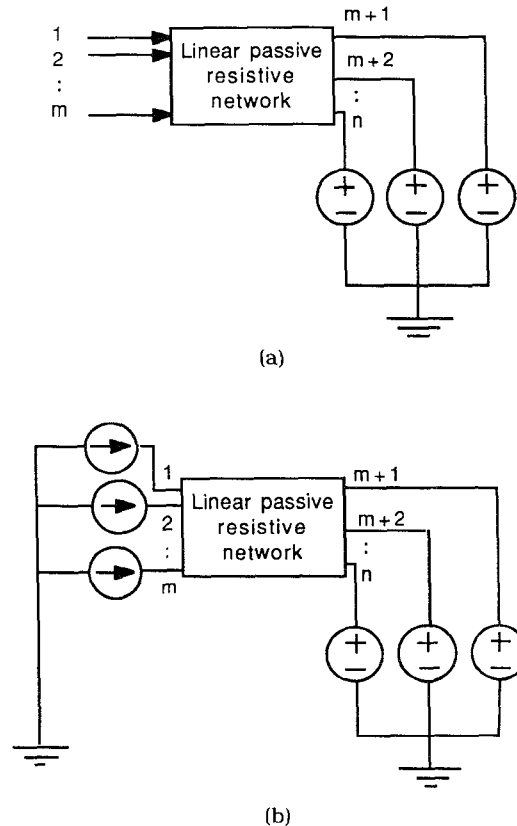 1
2
:
m
Linear passive
resistive
network
m + 1
m + 2
:
n
+
−
+
−
+
−
(a)
1
2
:
m
Linear passive
resistive
network
m + 1
m + 2
:
n
+
−
+
−
+
−
(b)